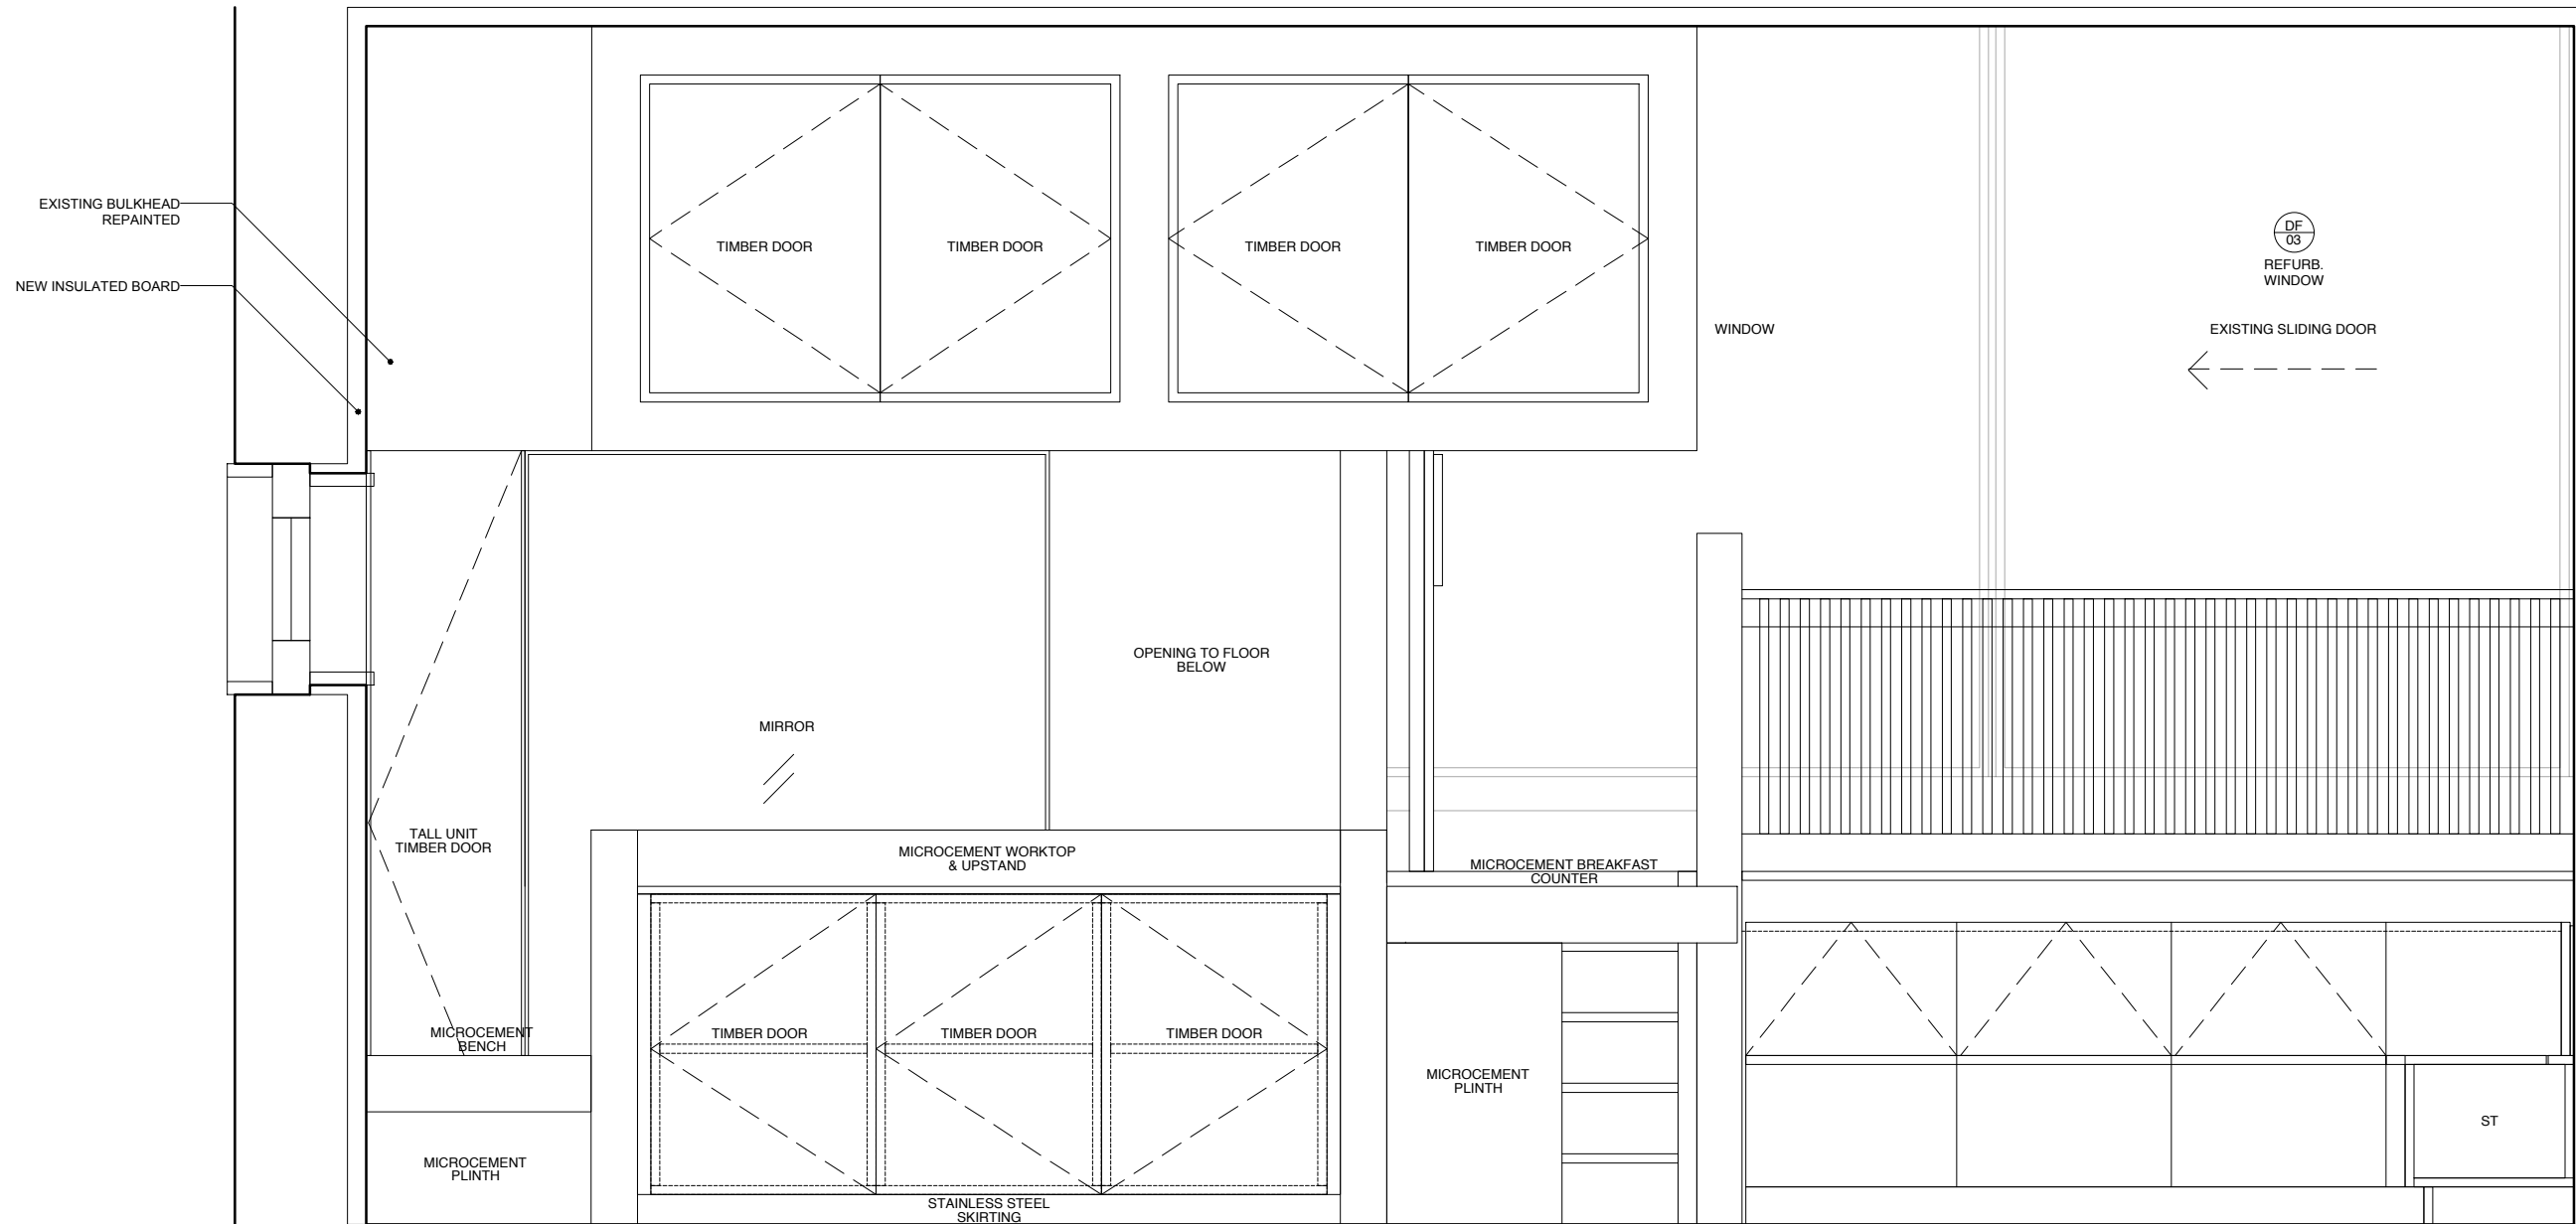 EXISTING BULKHEAD
REPAINTED
NEW INSULATED BOARD
TIMBER DOOR
TIMBER DOOR
TIMBER DOOR
TIMBER DOOR
DF
03
REFURB.
WINDOW
WINDOW
EXISTING SLIDING DOOR
OPENING TO FLOOR
BELOW
MIRROR
TALL UNIT
TIMBER DOOR
MICROCEMENT WORKTOP
& UPSTAND
MICROCEMENT BREAKFAST
COUNTER
MICROCEMENT
BENCH
TIMBER DOOR
TIMBER DOOR
TIMBER DOOR
MICROCEMENT
PLINTH
ST
MICROCEMENT
PLINTH
STAINLESS STEEL
SKIRTING